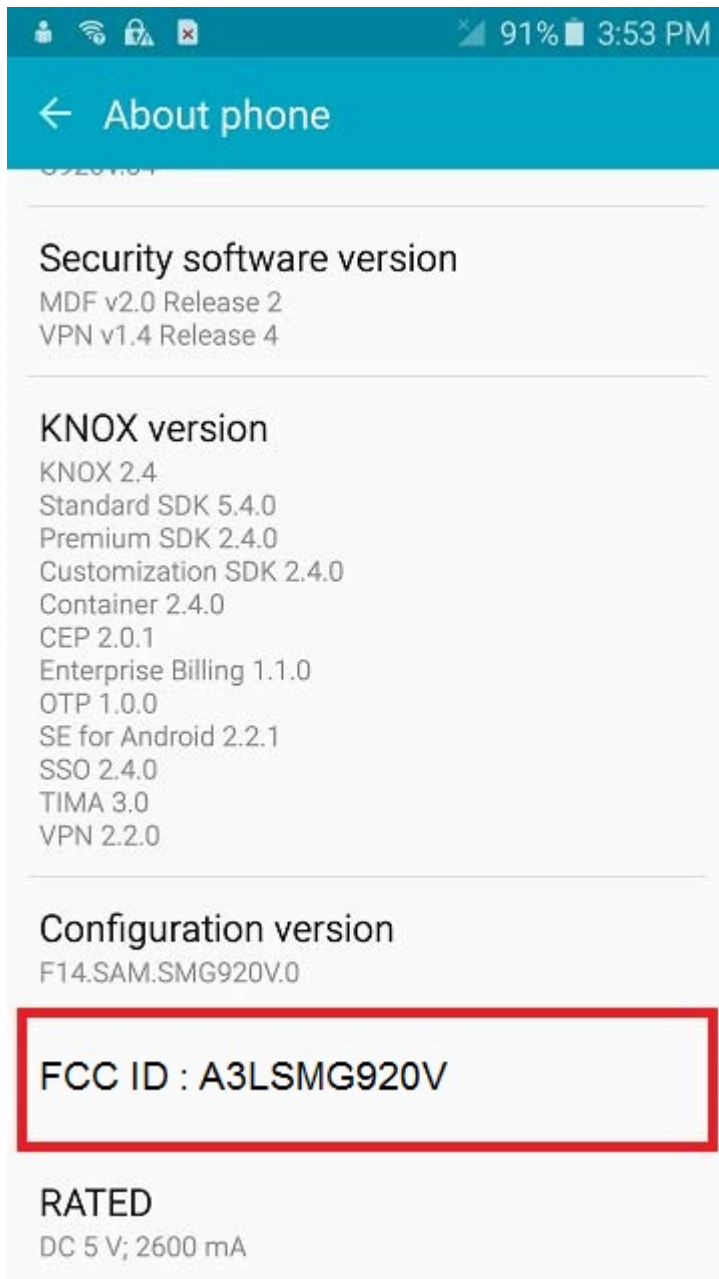 91% 3:53 PM
About phone
Security software version
MDF v2.0 Release 2
VPN v1.4 Release 4
KNOX version
KNOX 2.4
Standard SDK 5.4.0
Premium SDK 2.4.0
Customization SDK 2.4.0
Container 2.4.0
CEP 2.0.1
Enterprise Billing 1.1.0
OTP 1.0.0
SE for Android 2.2.1
SSO 2.4.0
TIMA 3.0
VPN 2.2.0
Configuration version
F14.SAM.SMG920V.0
FCC ID : A3LSMG920V
RATED
DC 5 V; 2600 mA